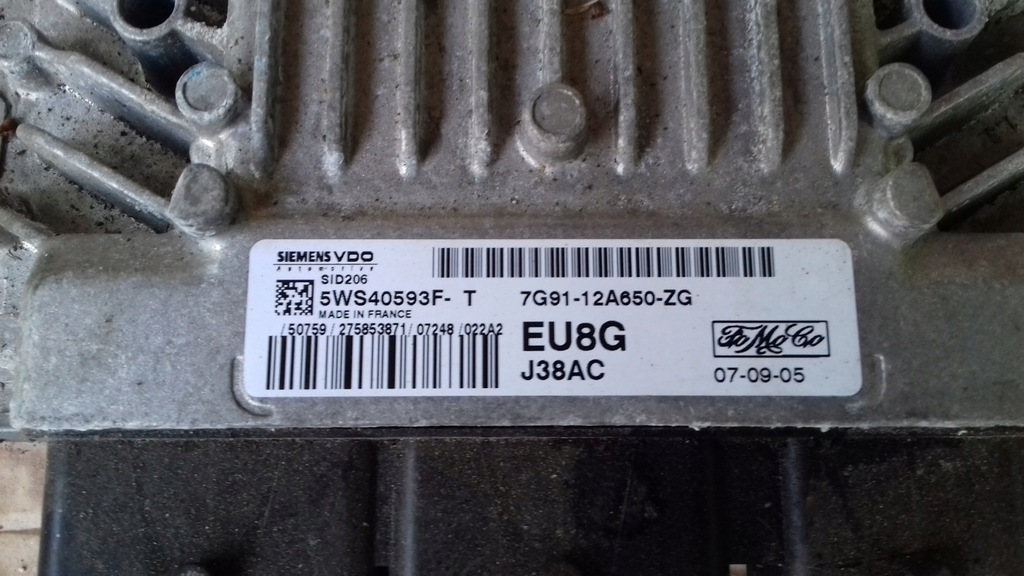 SIEMENS VDO
Automotive
SID206
5WS40593F- T 7G91-12A650-ZG
MADE IN FRANCE
/50759 / 275853871/ 07248 /022A2
EU8G
FoMoCo
J38AC
07-09-05